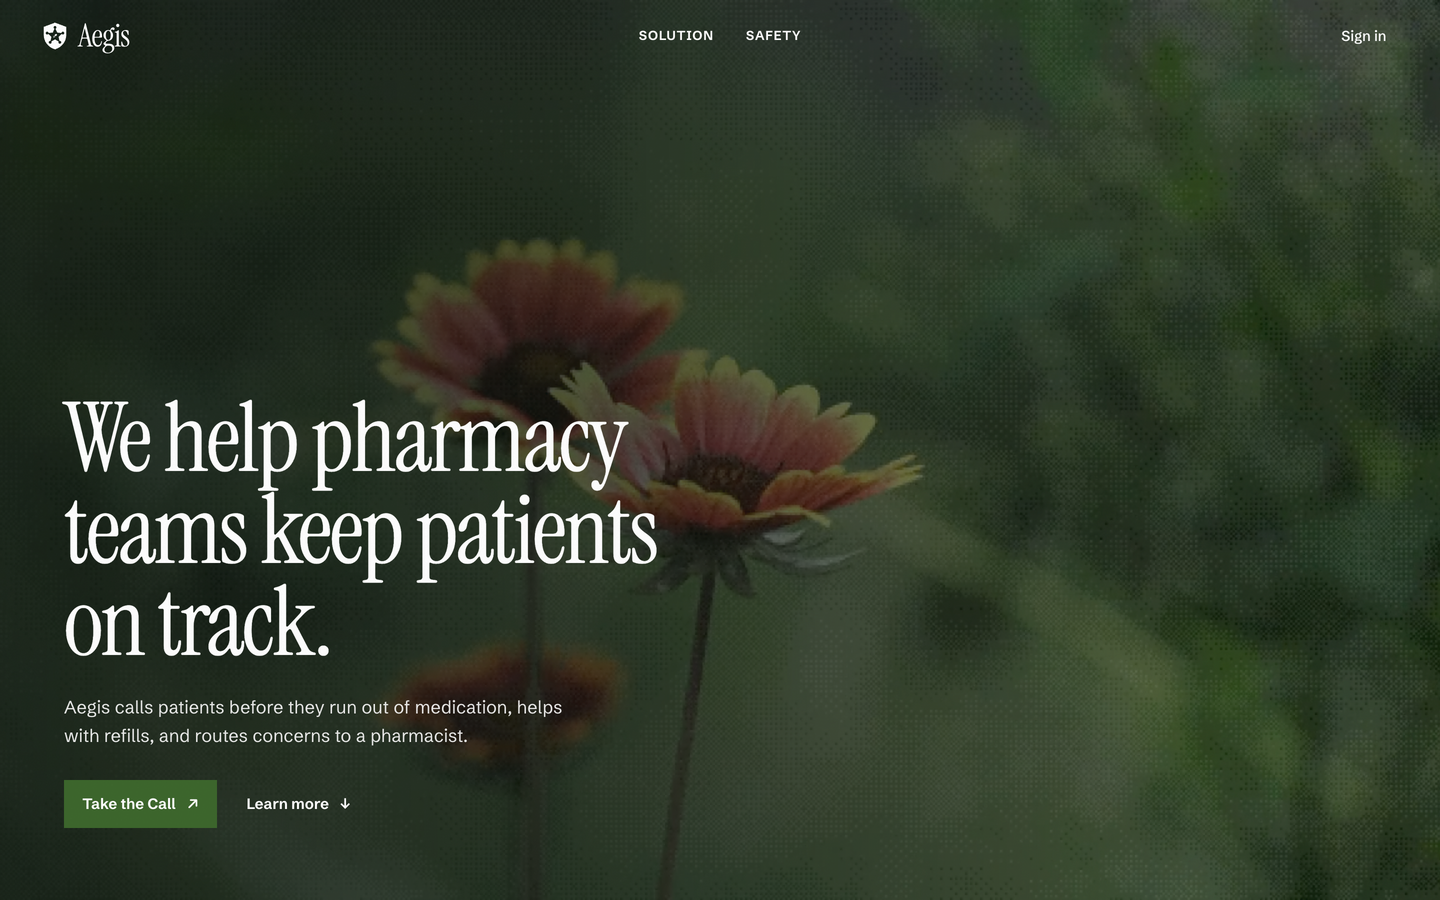 Aegis
SOLUTION
SAFETY
Sign in
We help pharmacy
teams keep patients
on track.
Aegis calls patients before they run out of medication, helps
with refills, and routes concerns to a pharmacist.
Take the Call
Learn more